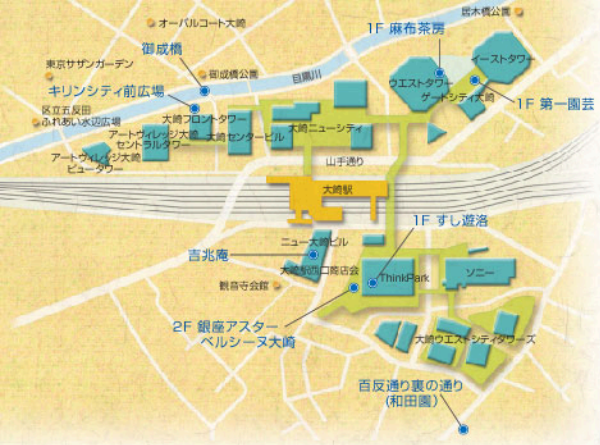 居木橋公園
オーバルコート大崎
1F 麻布茶房
御成橋
イーストタワー
東京サザンガーデン
御成橋公園
目黒川
ウエストタワー
キリンシティ前広場
ゲートシティ大崎
1F 第一園芸
区立五反田
ふれあい水辺広場
大崎フロントタワー
大崎ニューシティ
アートヴィレッジ大崎
セントラルタワー
大崎センタービル
アートヴィレッジ大崎
ビュータワー
山手通り
大崎駅
1F すし遊洛
ニュー大崎ビル
吉兆庵
大崎駅西口商店会
ThinkPark
ソニー
観音寺会館
2F 銀座アスター
ベルシーヌ大崎
大崎ウエストシティタワーズ
百反通り裏の通り
(和田園)